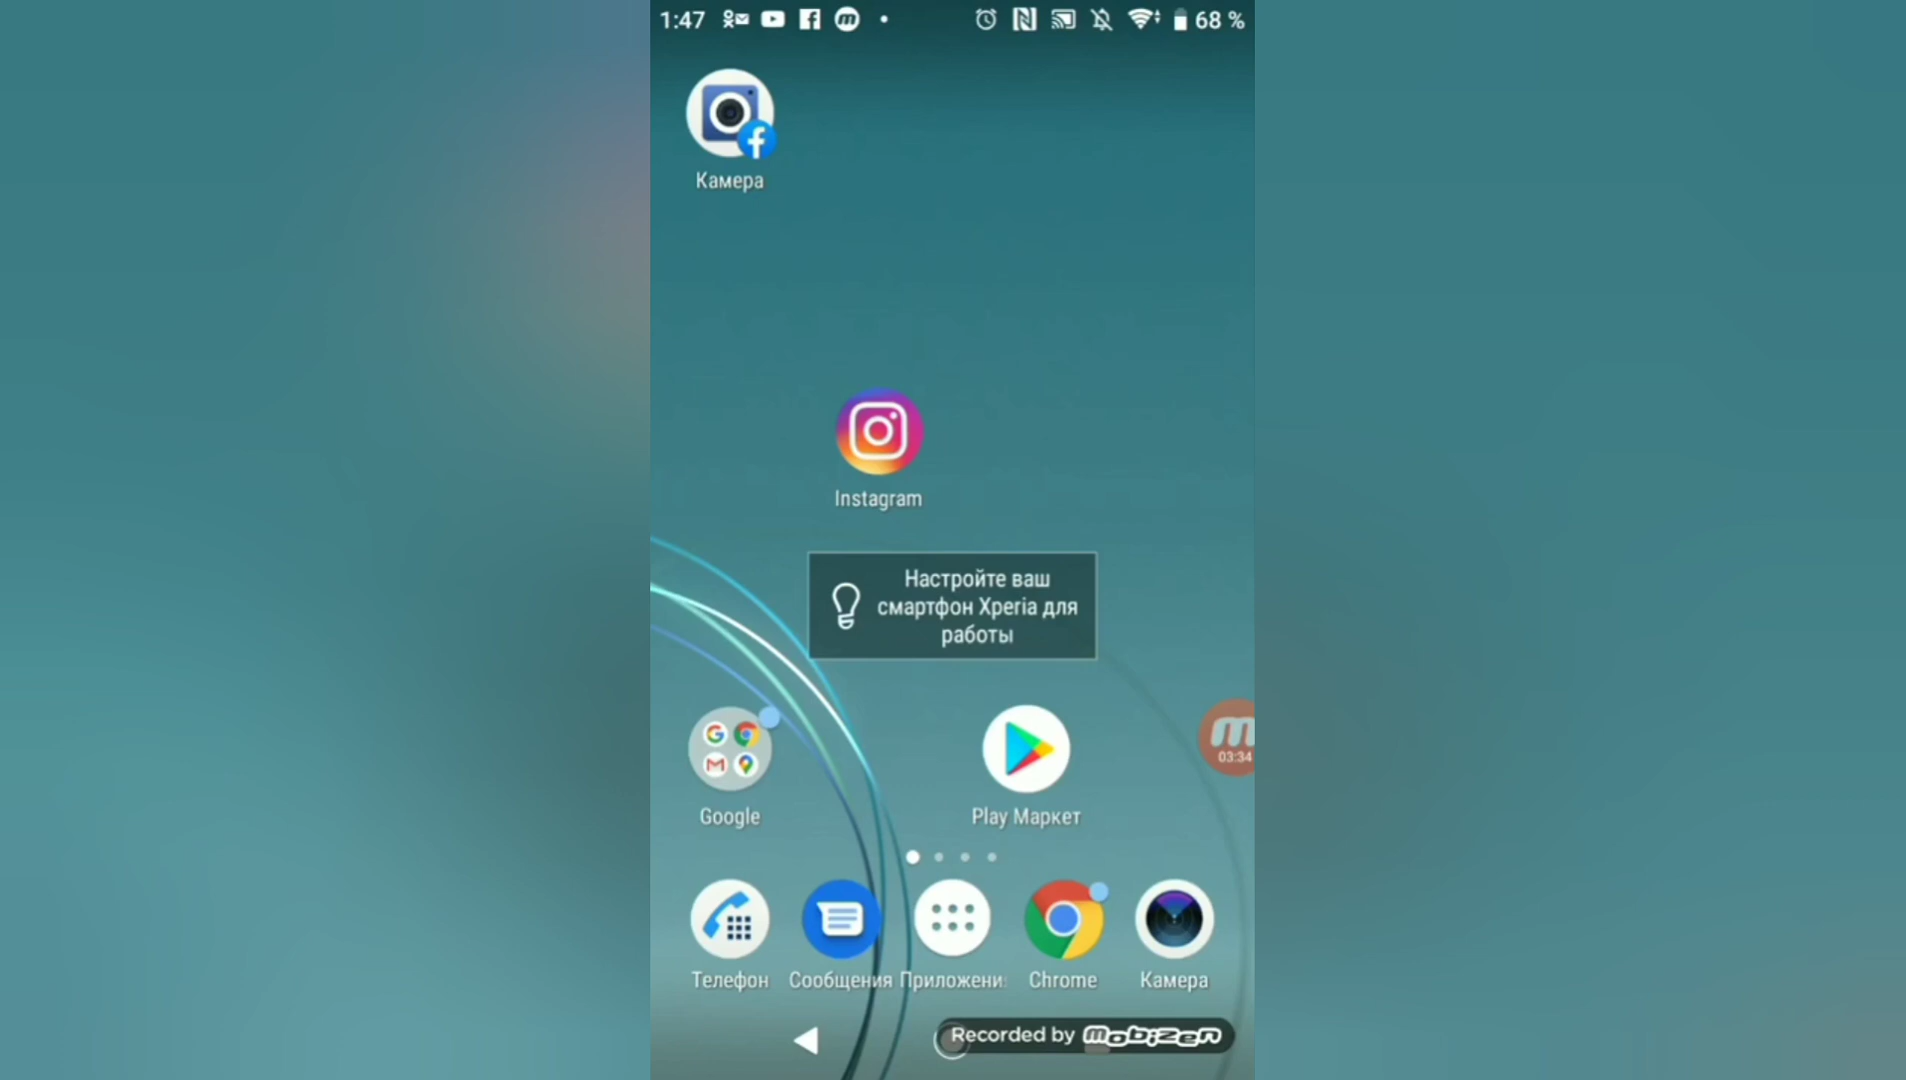 1:47
68 %
Камера
Instagram
Настройте ваш
смартфон Xperia для
работы
03:34
Google
Play Маркет
Телефон
Сообщения
Приложени
Chrome
Камера
Recorded by mobizen